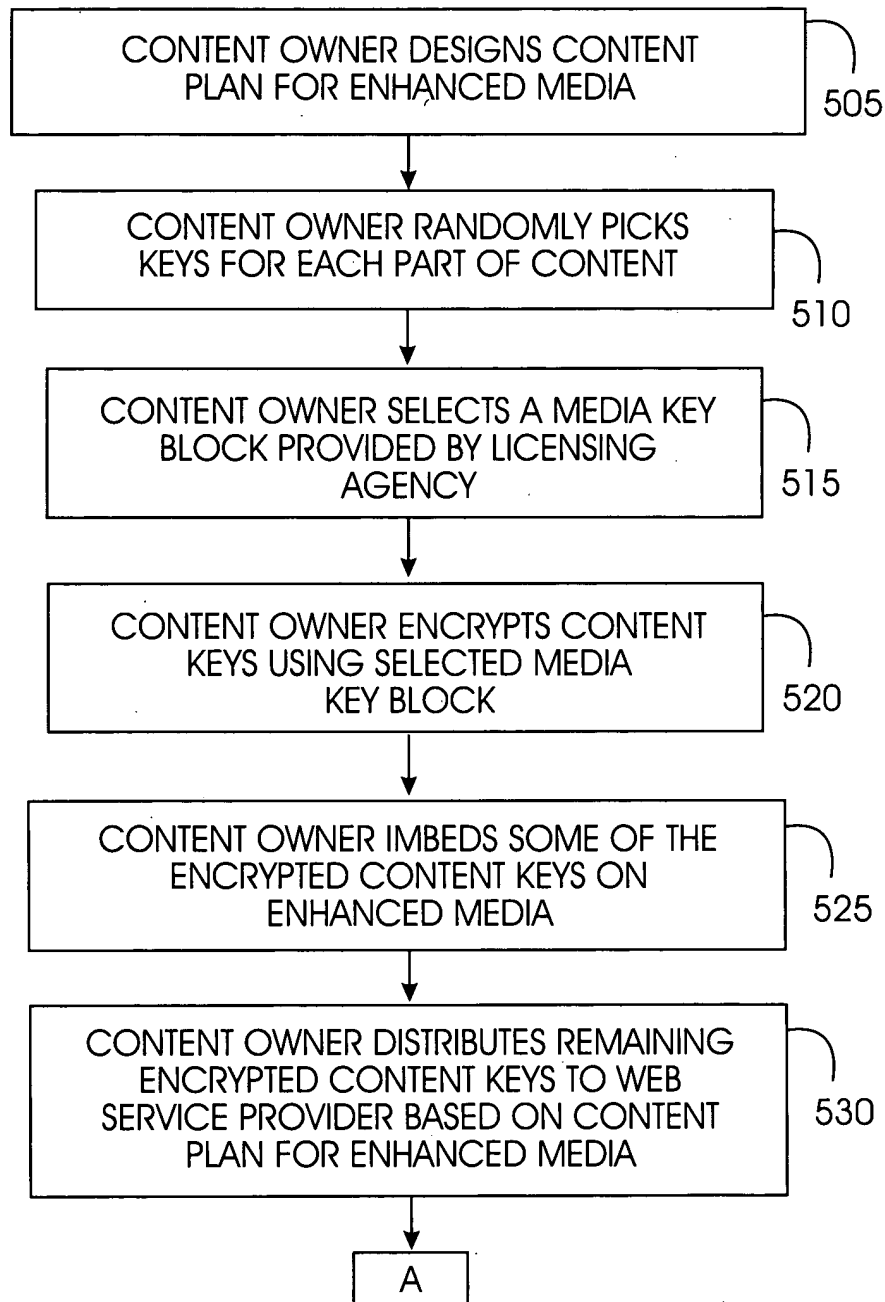 CONTENT OWNER DESIGNS CONTENT
PLAN FOR ENHANCED MEDIA
505
CONTENT OWNER RANDOMLY PICKS
KEYS FOR EACH PART OF CONTENT
510
CONTENT OWNER SELECTS A MEDIA KEY
BLOCK PROVIDED BY LICENSING
AGENCY
515
CONTENT OWNER ENCRYPTS CONTENT
KEYS USING SELECTED MEDIA
KEY BLOCK
520
CONTENT OWNER IMBEDS SOME OF THE
ENCRYPTED CONTENT KEYS ON
ENHANCED MEDIA
525
CONTENT OWNER DISTRIBUTES REMAINING
ENCRYPTED CONTENT KEYS TO WEB
SERVICE PROVIDER BASED ON CONTENT
PLAN FOR ENHANCED MEDIA
530
A